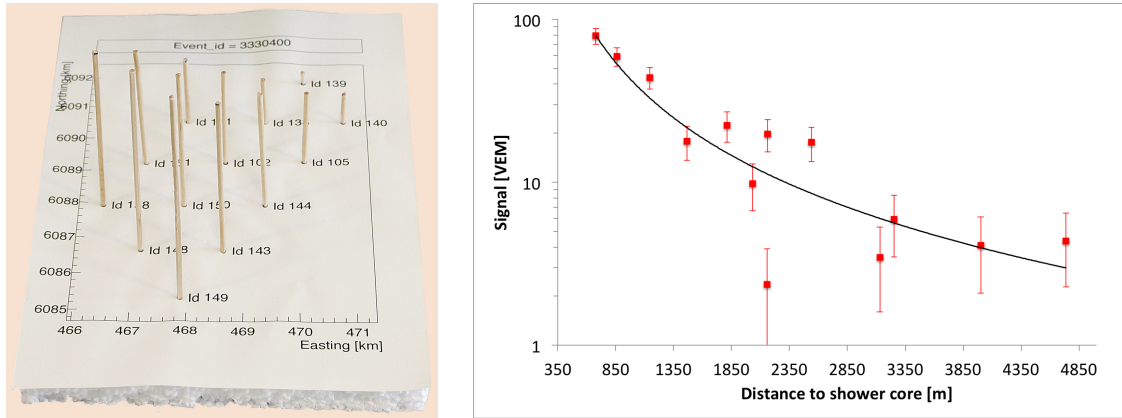 Event_id = 3330400
Northing [km]
6092
6091
6090
6089
6088
6087
6086
6085
Id 139
Id 140
Id 102
Id 105
Id 150
Id 144
Id 148
Id 143
Id 149
466 467 468 469 470 471
Easting [km]
Signal [VEM]
100
10
1
350 850 1350 1850 2350 2850 3350 3850 4350 4850
Distance to shower core [m]